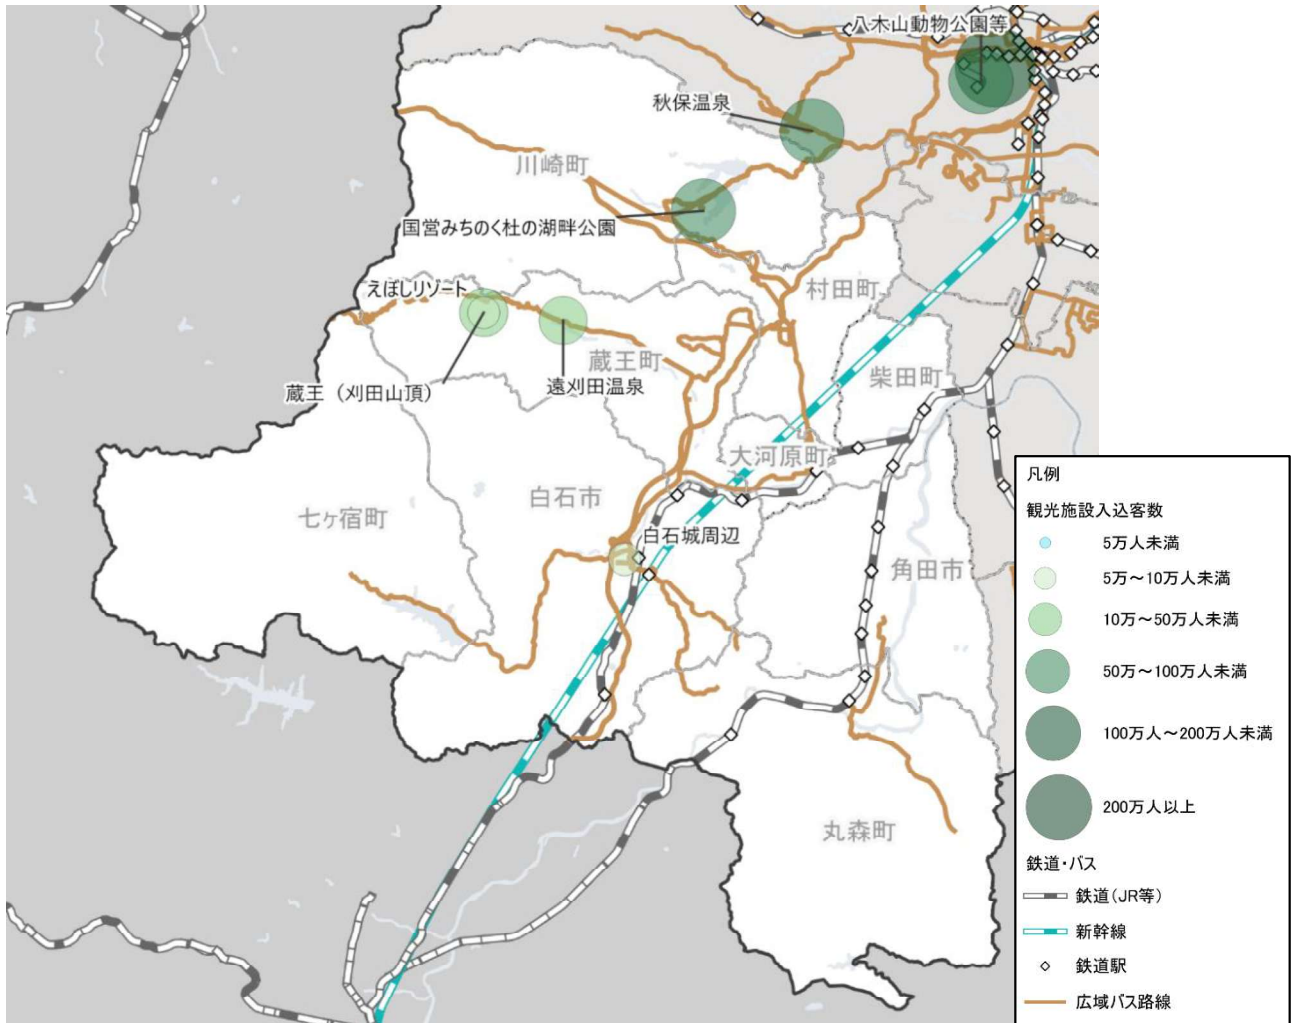 八木山動物公園等
秋保温泉
川崎町
国営みちのく杜の湖畔公園
えぼしリゾート
村田町
蔵王町
柴田町
蔵王（刈田山頂）
遠刈田温泉
大河原町
七ヶ宿町
白石市
白石城周辺
角田市
丸森町
凡例
観光施設入込客数
5万人未満
5万～10万人未満
10万～50万人未満
50万～100万人未満
100万人～200万人未満
200万人以上
鉄道・バス
鉄道（JR等）
新幹線
鉄道駅
広域バス路線